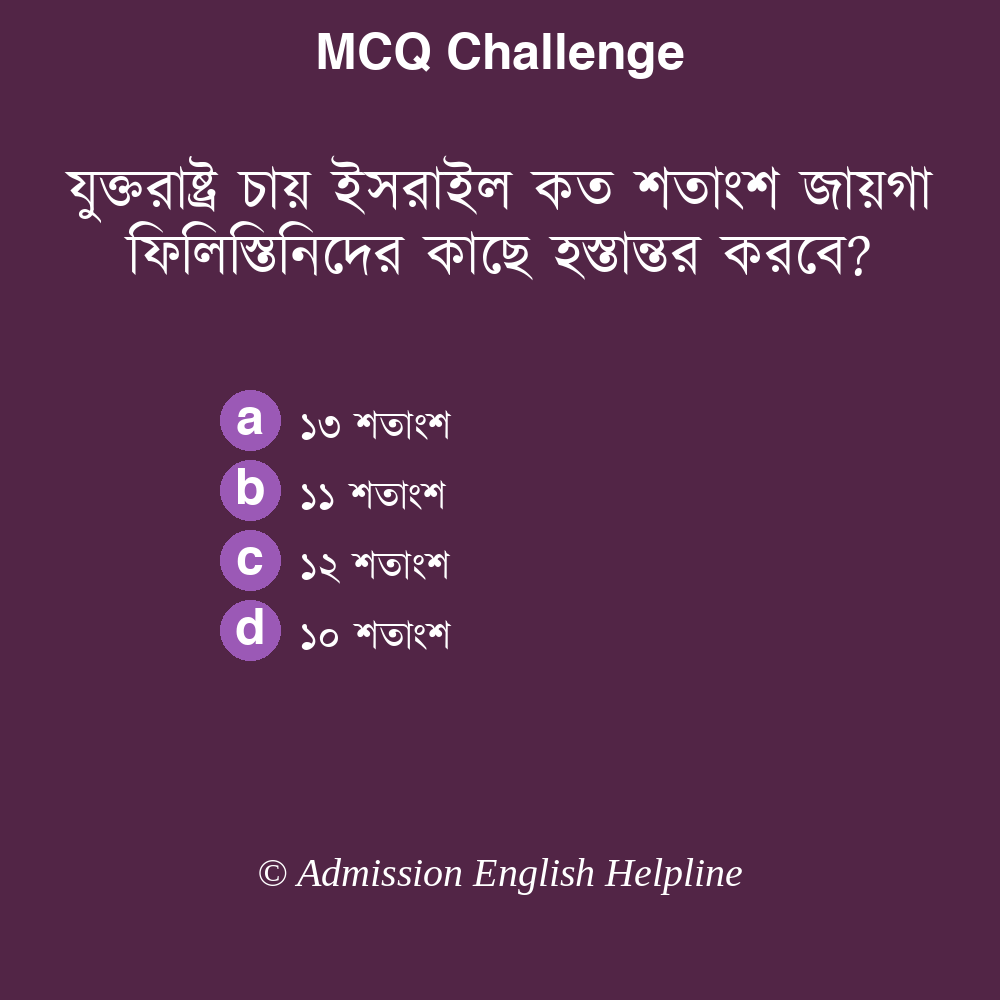 MCQ Challenge
যুক্তরাষ্ট্র চায় ইসরাইল কত শতাংশ জায়গা
ফিলিস্তিনিদের কাছে হস্তান্তর করবে?
a ১৩ শতাংশ
b ১১ শতাংশ
c ১২ শতাংশ
d ১০ শতাংশ
© Admission English Helpline